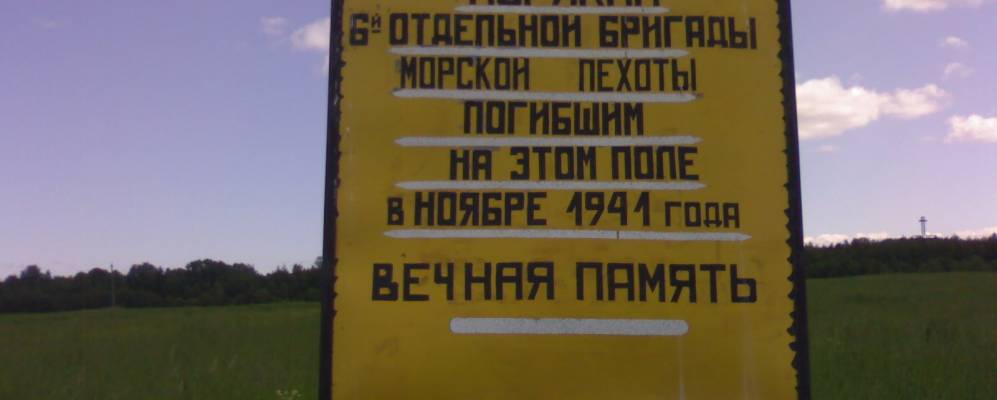 6й ОТДЕЛЬНОЙ БРИГАДЫ
МОРСКОЙ ПЕХОТЫ
ПОГИБШИМ
НА ЭТОМ ПОЛЕ
В НОЯБРЕ 1941 ГОДА
ВЕЧНАЯ ПАМЯТЬ